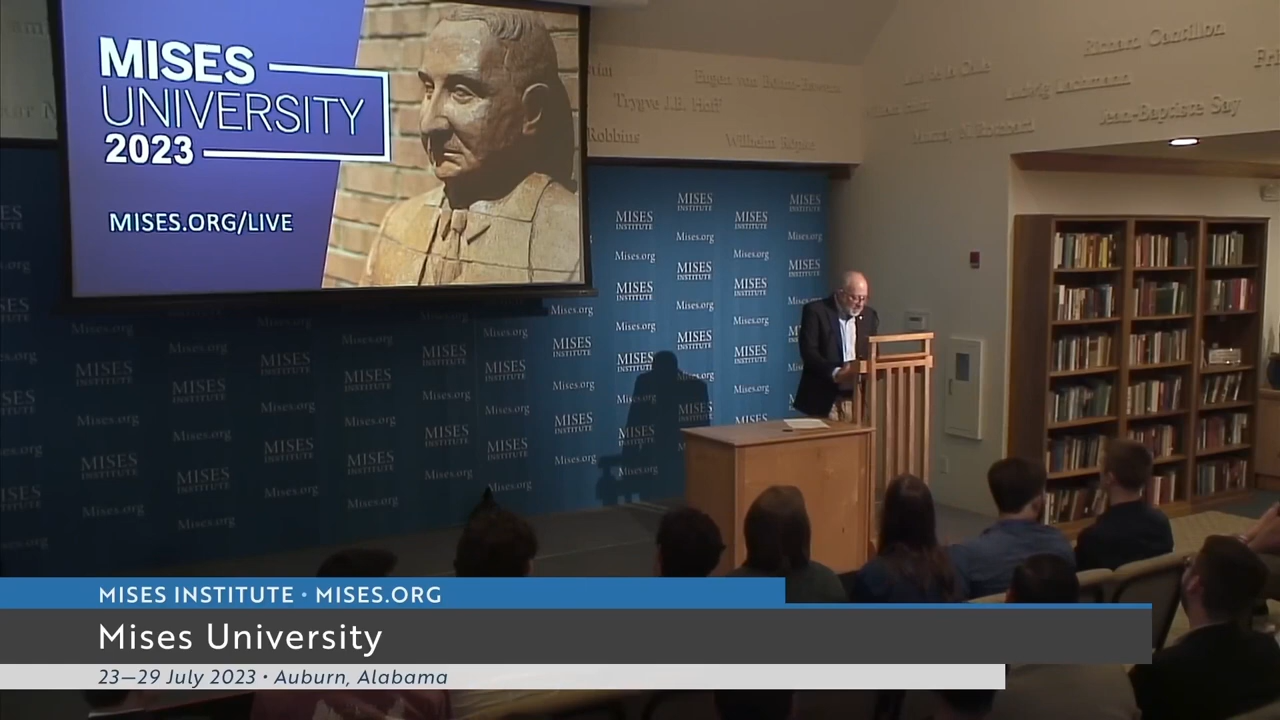 MISES
UNIVERSITY
2023
MISES.ORG/LIVE
Trygve J.B. Hoff
Eugen von Böhm-Bawerk
Robbins
Wilhelm Röpke
Richard Cantillon
Ludwig Lachmann
Jean-Baptiste Say
Murray N. Rothbard
MISES
INSTITUTE
Mises.org
MISES INSTITUTE · MISES.ORG
Mises University
23—29 July 2023 • Auburn, Alabama